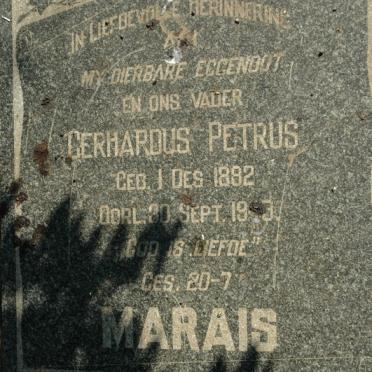 IN LIEFDEVOLLE HERINNERING
AAN
MY DIERBARE EGGENOOT
EN ONS VADER
GERHARDUS PETRUS
GEB. 1 DES 1892
OORL. 30 SEPT.
"GOD IS LIEFDE"
GES. 20-7
MARAIS